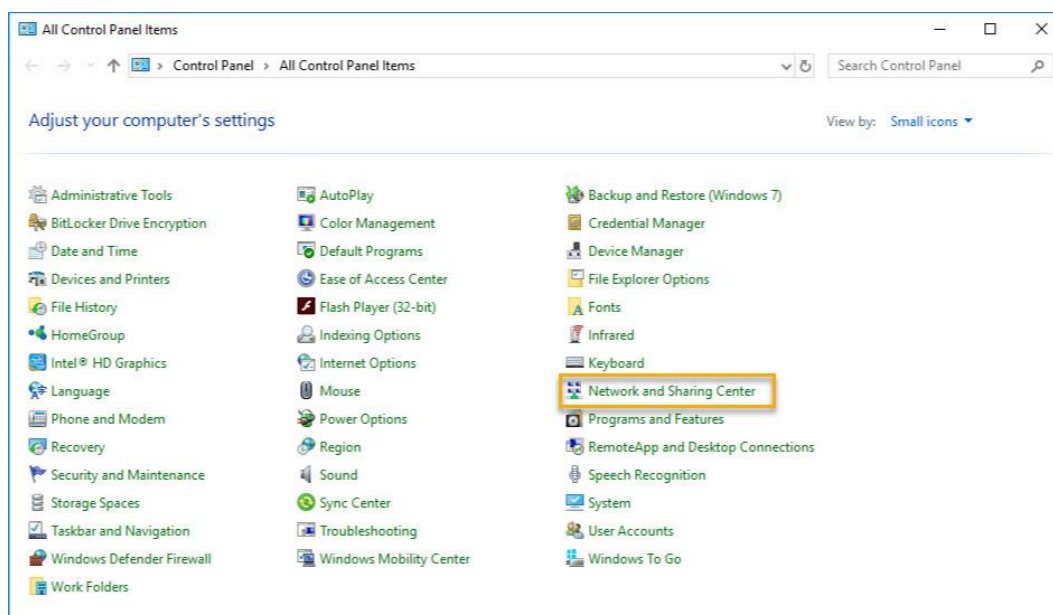 All Control Panel Items
Control Panel > All Control Panel Items
Search Control Panel
Adjust your computer's settings
View by: Small icons
Administrative Tools
AutoPlay
Backup and Restore (Windows 7)
BitLocker Drive Encryption
Color Management
Credential Manager
Date and Time
Default Programs
Device Manager
Devices and Printers
Ease of Access Center
File Explorer Options
File History
Flash Player (32-bit)
Fonts
HomeGroup
Indexing Options
Infrared
Intel® HD Graphics
Internet Options
Keyboard
Language
Mouse
Network and Sharing Center
Phone and Modem
Power Options
Programs and Features
Recovery
Region
RemoteApp and Desktop Connections
Security and Maintenance
Sound
Speech Recognition
Storage Spaces
Sync Center
System
Taskbar and Navigation
Troubleshooting
User Accounts
Windows Defender Firewall
Windows Mobility Center
Windows To Go
Work Folders